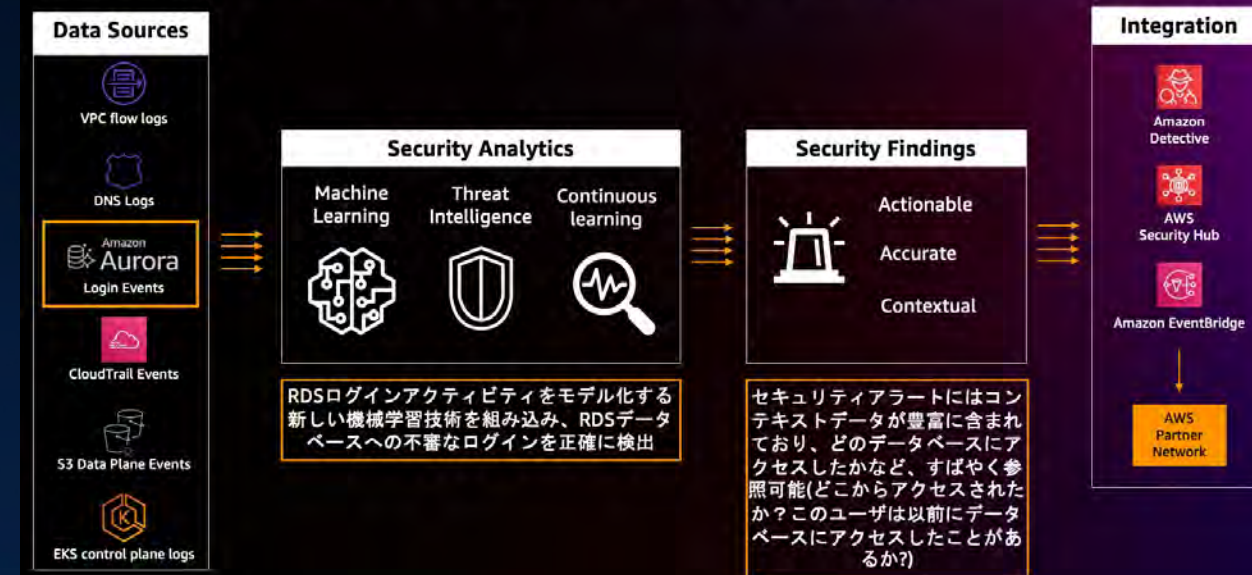 Data Sources
VPC flow logs
DNS Logs
Amazon
Aurora
Login Events
CloudTrail Events
S3 Data Plane Events
EKS control plane logs
Security Analytics
Machine
Learning
Threat
Intelligence
Continuous
learning
RDSログインアクティビティをモデル化する
新しい機械学習技術を組み込み、RDSデータ
ベースへの不審なログインを正確に検出
Security Findings
Actionable
Accurate
Contextual
セキュリティアラートにはコン
テキストデータが豊富に含まれ
ており、どのデータベースにア
クセスしたかなど、すばやく参
照可能(どこからアクセスされた
か？このユーザは以前にデータ
ベースにアクセスしたことがあ
るか?)
Integration
Amazon
Detective
AWS
Security Hub
Amazon EventBridge
AWS
Partner
Network